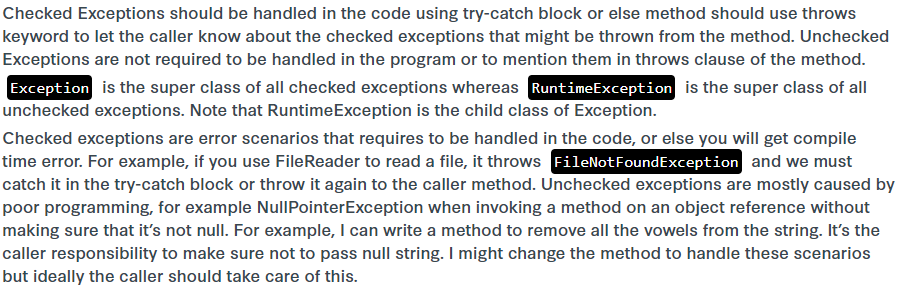 Checked Exceptions should be handled in the code using try-catch block or else method should use throws
keyword to let the caller know about the checked exceptions that might be thrown from the method. Unchecked
Exceptions are not required to be handled in the program or to mention them in throws clause of the method.
Exception is the super class of all checked exceptions whereas RuntimeException is the super class of all
unchecked exceptions. Note that RuntimeException is the child class of Exception.
Checked exceptions are error scenarios that requires to be handled in the code, or else you will get compile
time error. For example, if you use FileReader to read a file, it throws FileNotFoundException and we must
catch it in the try-catch block or throw it again to the caller method. Unchecked exceptions are mostly caused by
poor programming, for example NullPointerException when invoking a method on an object reference without
making sure that it’s not null. For example, I can write a method to remove all the vowels from the string. It’s the
caller responsibility to make sure not to pass null string. I might change the method to handle these scenarios
but ideally the caller should take care of this.